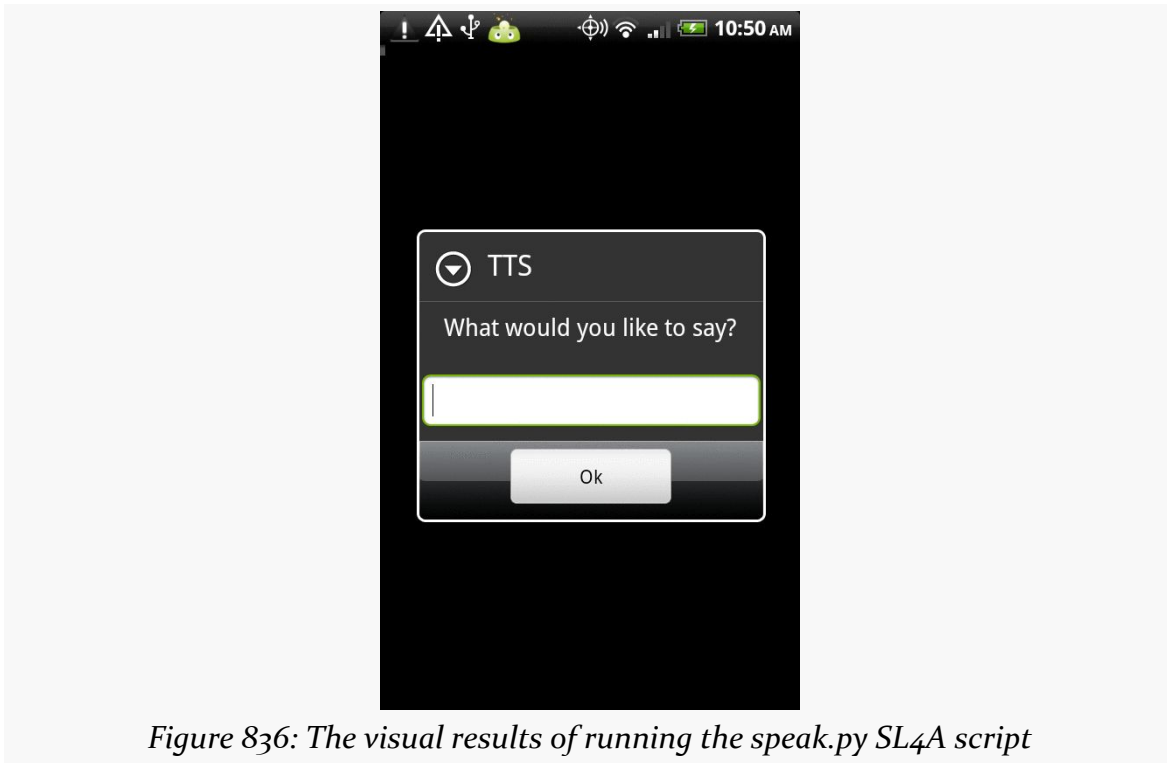 10:50 AM
TTS
What would you like to say?
Ok
Figure 836: The visual results of running the speak.py SL4A script